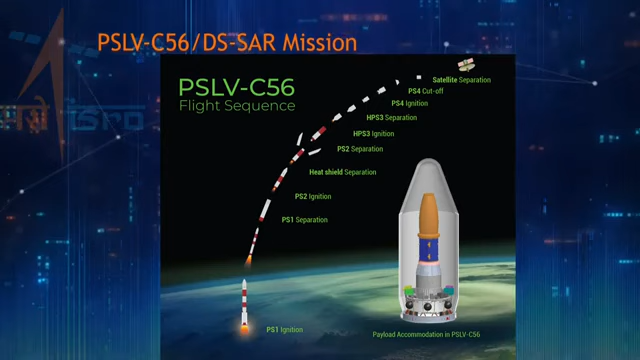 PSLV-C56/DS-SAR Mission
PSLV-C56
Flight Sequence
Satellite Separation
PS4 Cut-off
PS4 Ignition
HPS3 Separation
HPS3 Ignition
PS2 Separation
Heat shield Separation
PS2 Ignition
PS1 Separation
PS1 Ignition
Payload Accommodation in PSLV-C56
isro